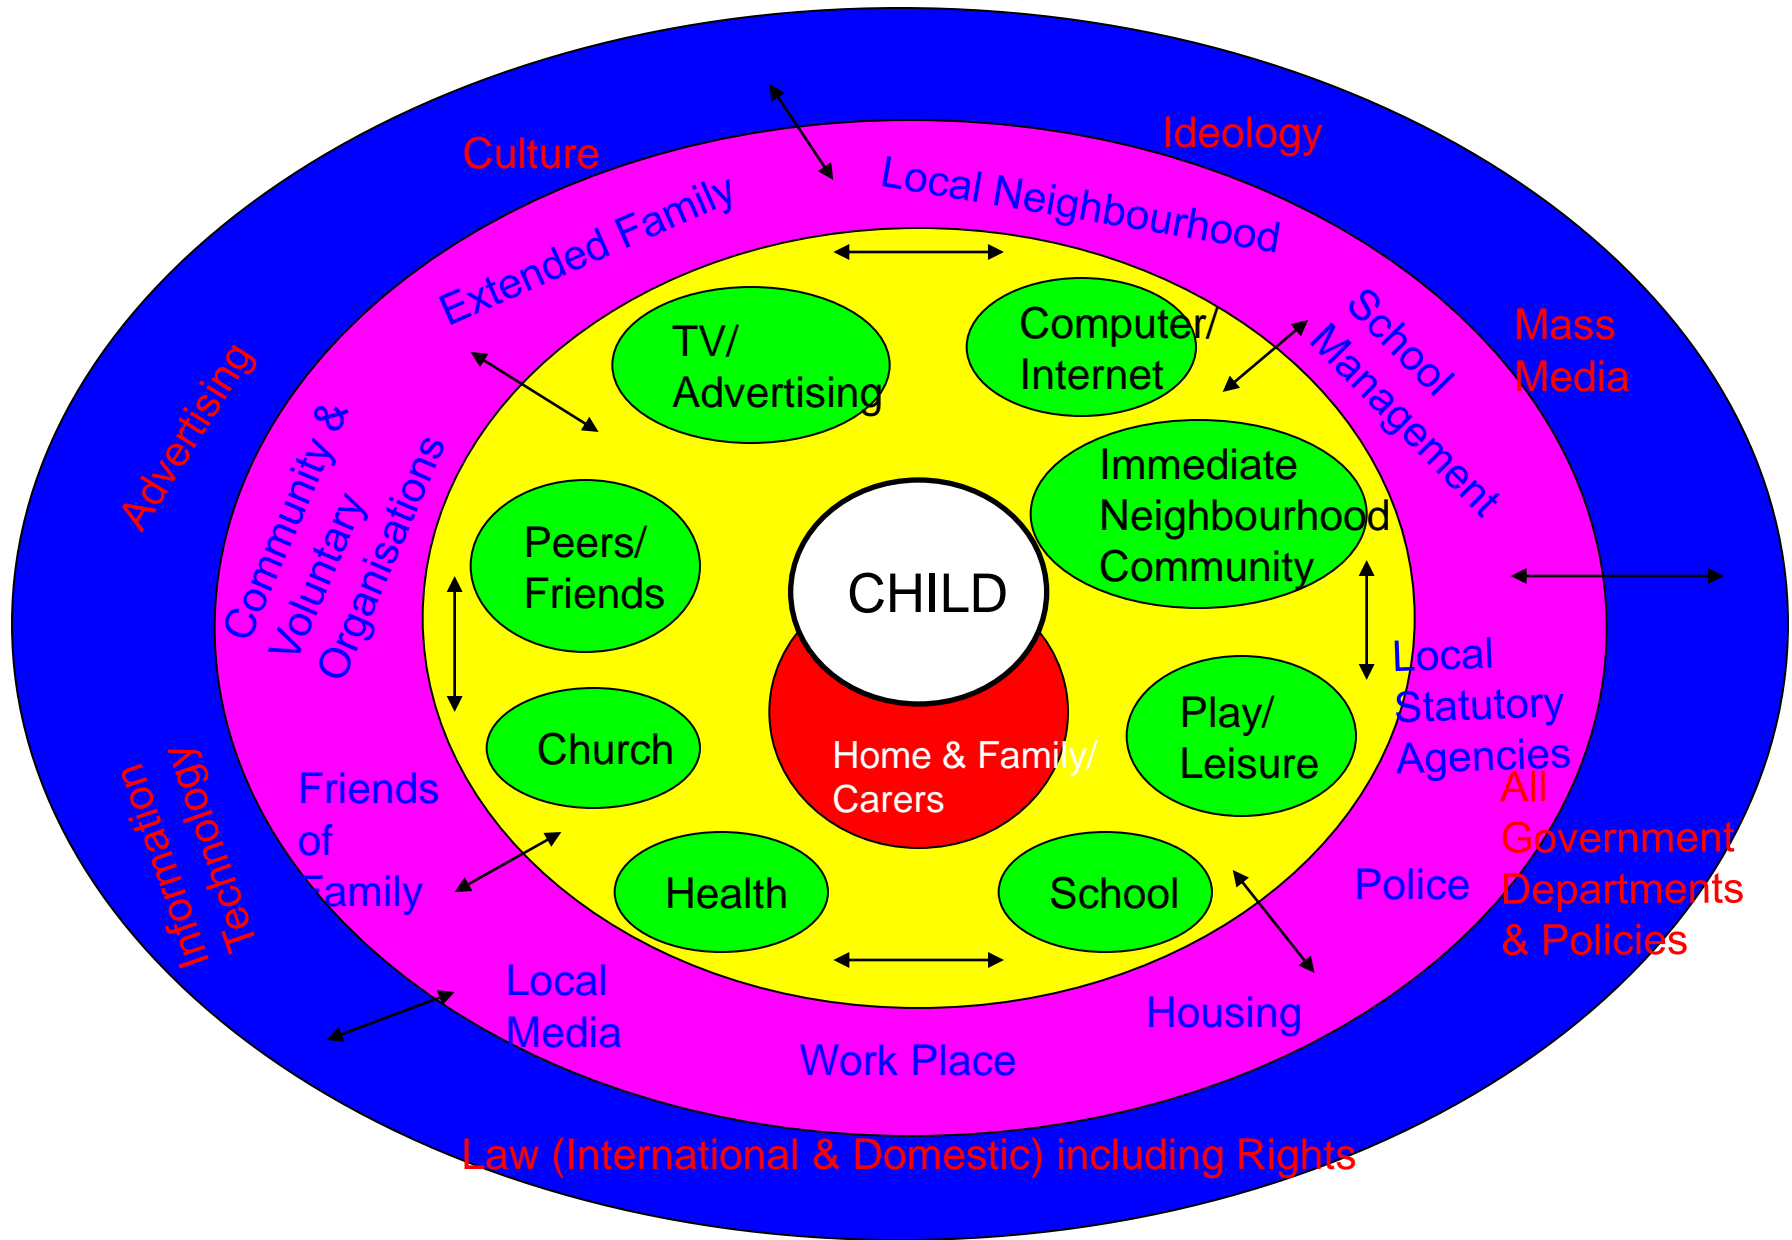 Culture
Ideology
Extended Family
Local Neighbourhood
School
Management
Mass
Media
Advertising
Community &
Voluntary
Organisations
TV/
Advertising
Computer/
Internet
Immediate
Neighbourhood
Community
Peers/
Friends
CHILD
Home & Family/
Carers
Church
Play/
Leisure
Health
School
Local
Statutory
Agencies
All
Government
Departments
& Policies
Information
Technology
Friends
of
Family
Police
Local
Media
Work Place
Housing
Law (International & Domestic) including Rights